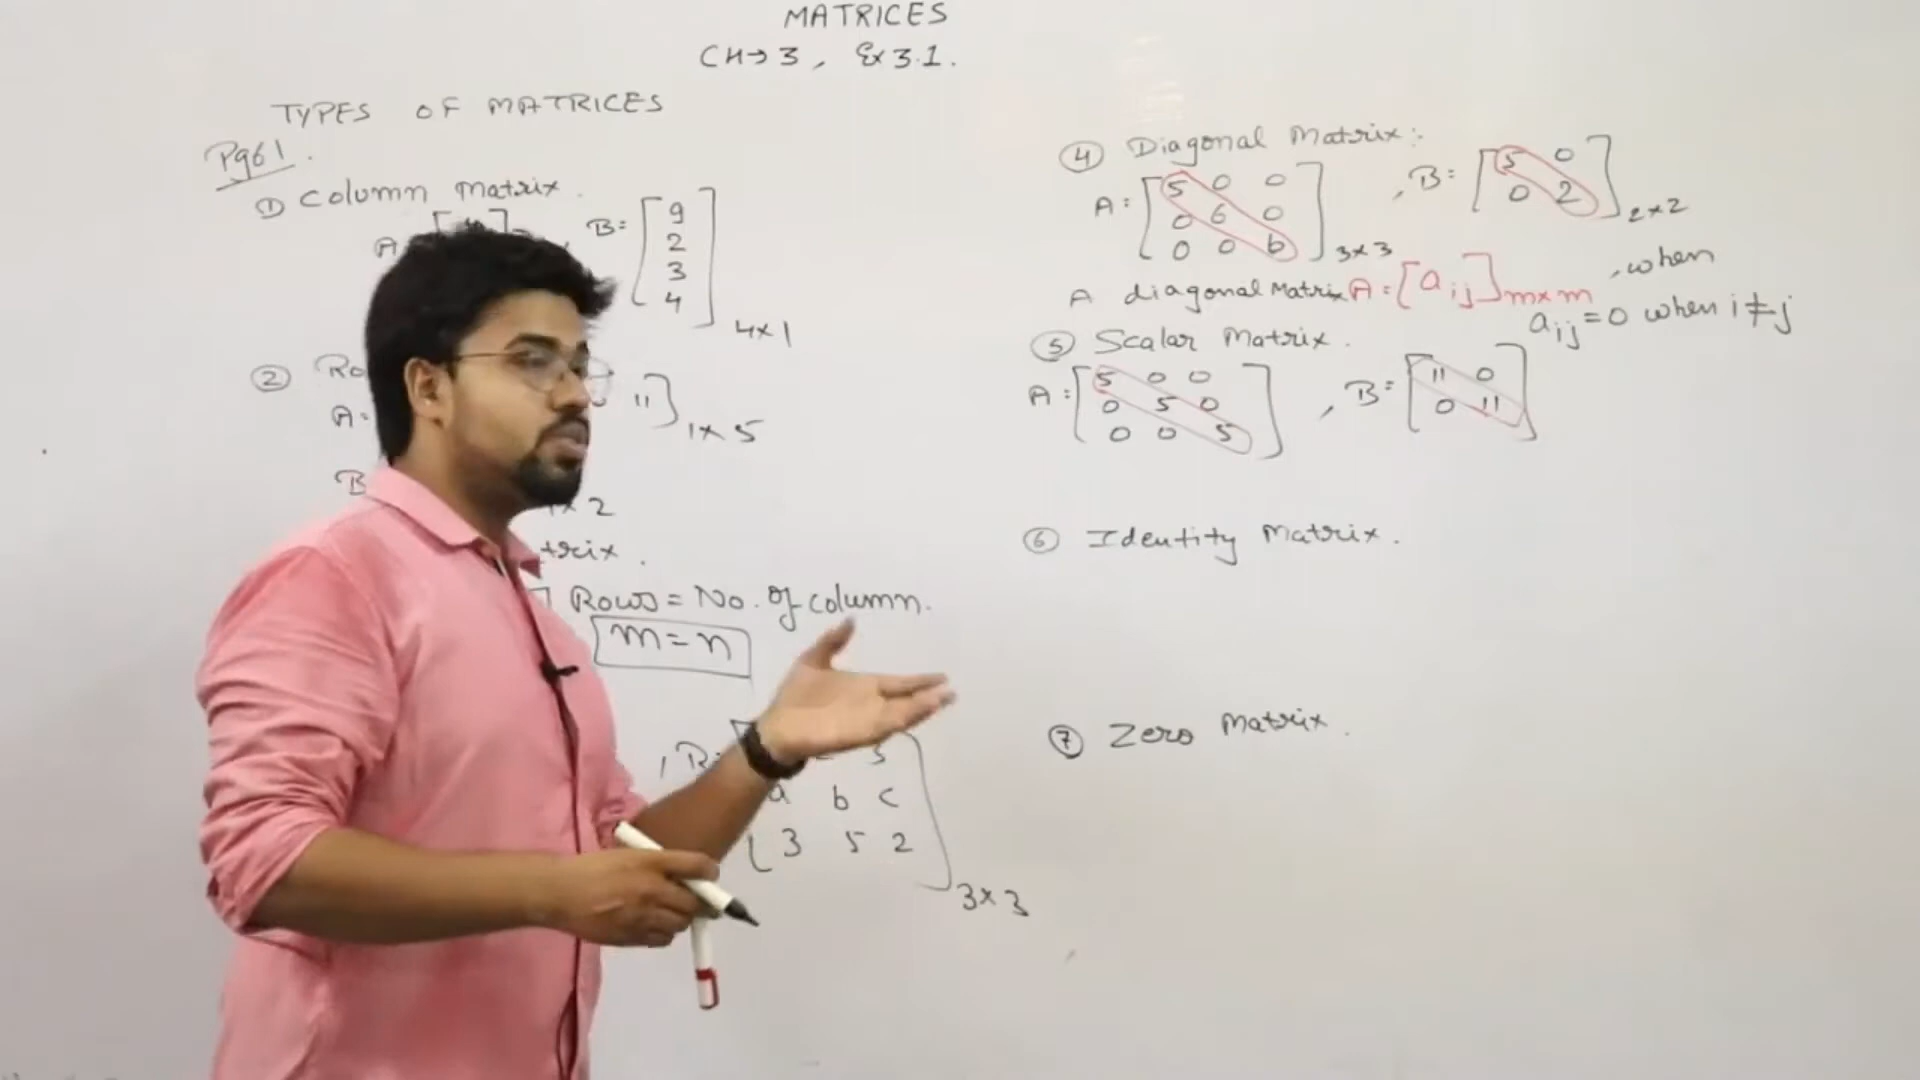 MATRICES
CH→3, Ex 3.1.
TYPES OF MATRICES
Pg61.
① Column Matrix.
A
B= [9
2
3
4] 4×1
② Ro
A=
11] 1×5
B
×2
trix.
Rows = No. of column.
m=n
, B=
a b c
3 5 2] 3×3
④ Diagonal Matrix:
A= [5 0 0
0 6 0
0 0 b] 3×3
, B= [5 0
0 2] 2×2
A diagonal Matrix A=[aij]m×m, when
aij=0 when i≠j
⑤ Scalar Matrix.
A= [5 0 0
0 5 0
0 0 5]
, B= [11 0
0 11]
⑥ Identity Matrix.
⑦ Zero Matrix.